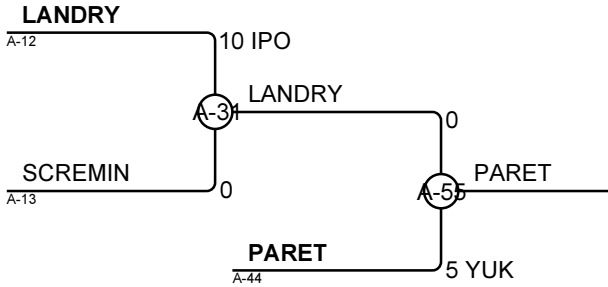 LANDRY
A-12
10 IPO
A-31
LANDRY
0
SCREMIN
A-13
0
A-55
PARET
PARET
A-44
5 YUK